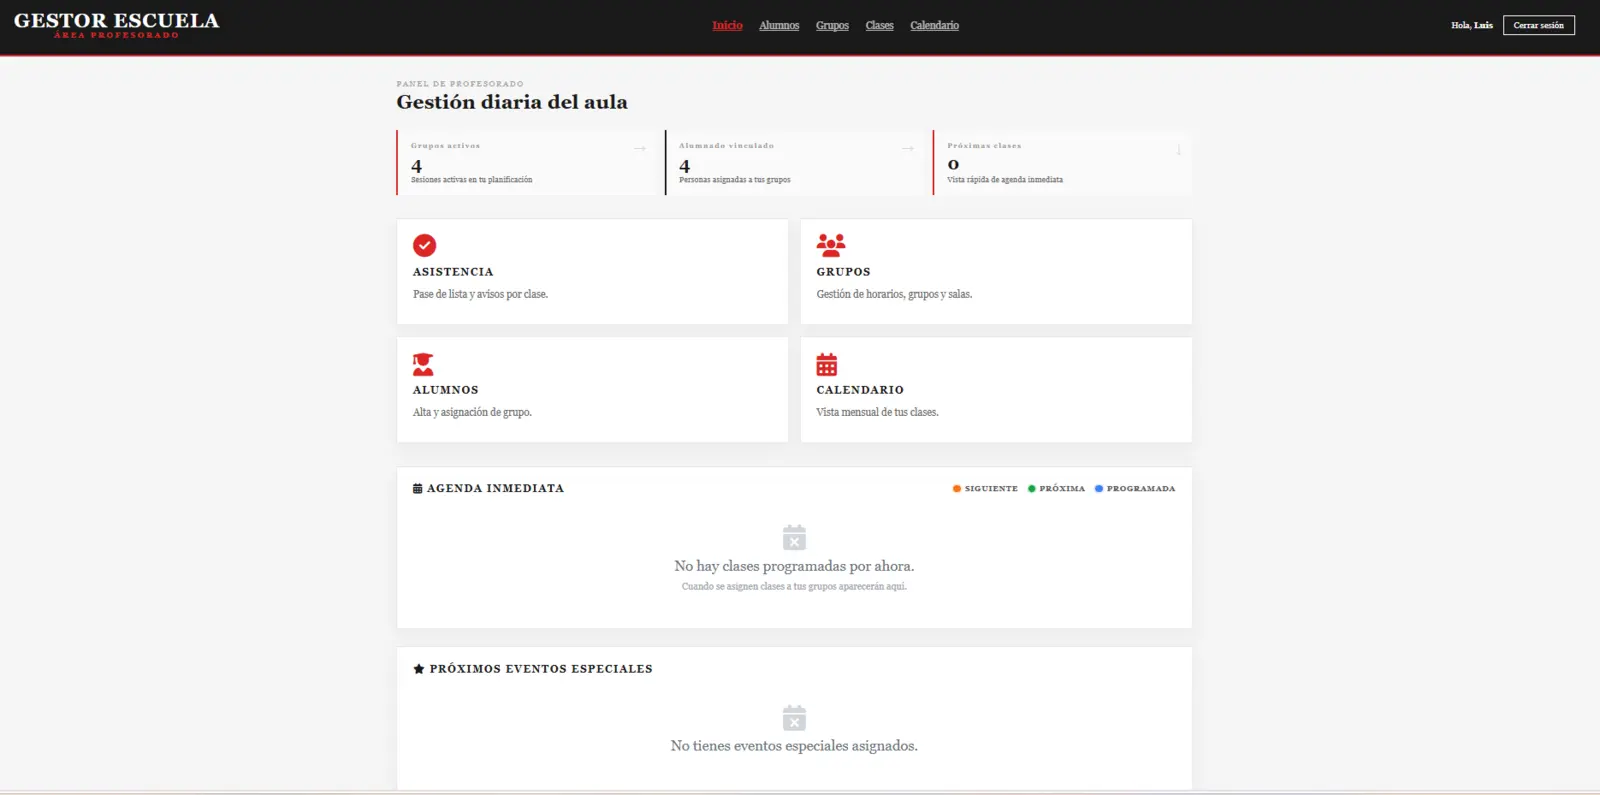 GESTOR ESCUELA
ÁREA PROFESORADO
Inicio Alumnos Grupos Clases Calendario
Hola, Luis Cerrar sesión
PANEL DE PROFESORADO
Gestión diaria del aula
Grupos activos →
4
Sesiones activas en tu planificación
Alumnado vinculado →
4
Personas asignadas a tus grupos
Próximas clases ↓
0
Vista rápida de agenda inmediata
ASISTENCIA
Pase de lista y avisos por clase.
GRUPOS
Gestión de horarios, grupos y salas.
ALUMNOS
Alta y asignación de grupo.
CALENDARIO
Vista mensual de tus clases.
AGENDA INMEDIATA
SIGUIENTE PRÓXIMA PROGRAMADA
No hay clases programadas por ahora.
Cuando se asignen clases a tus grupos aparecerán aquí.
PRÓXIMOS EVENTOS ESPECIALES
No tienes eventos especiales asignados.